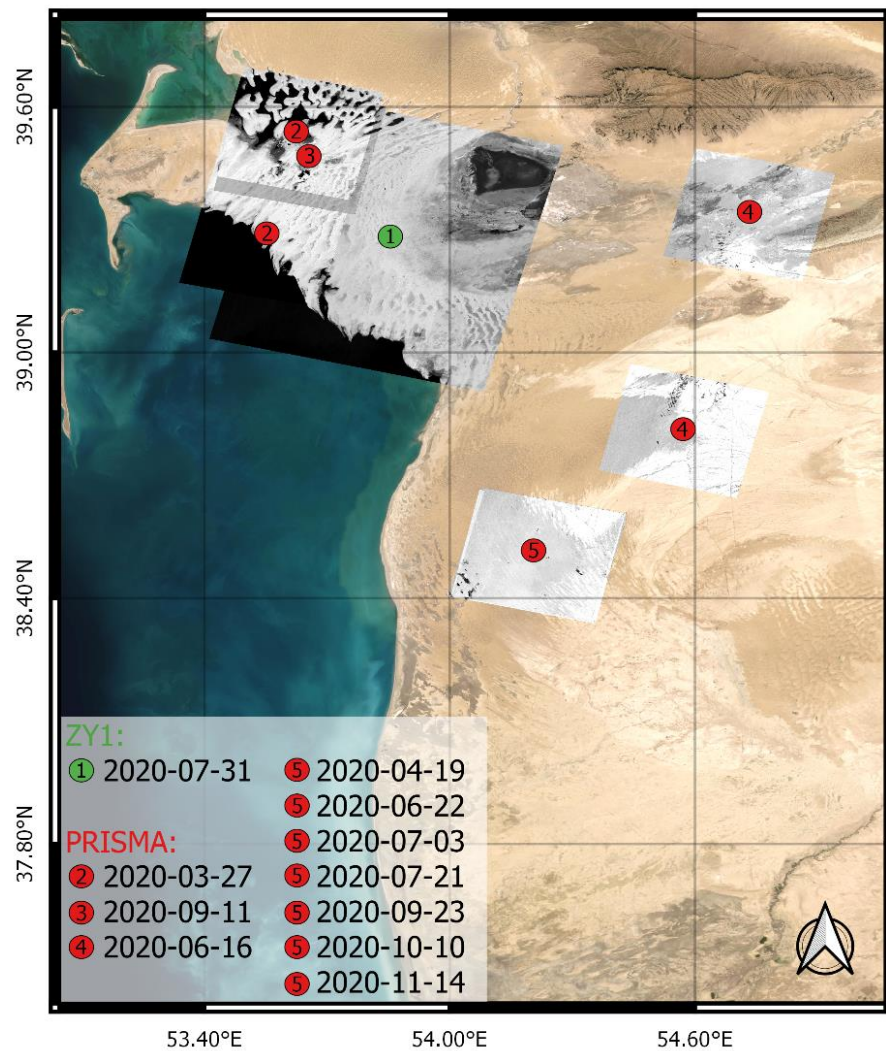 39.60°N
2
3
4
2
1
39.00°N
4
5
38.40°N
ZY1:
1 2020-07-31
5 2020-04-19
5 2020-06-22
37.80°N
PRISMA:
5 2020-07-03
2 2020-03-27
5 2020-07-21
3 2020-09-11
5 2020-09-23
4 2020-06-16
5 2020-10-10
5 2020-11-14
53.40°E
54.00°E
54.60°E